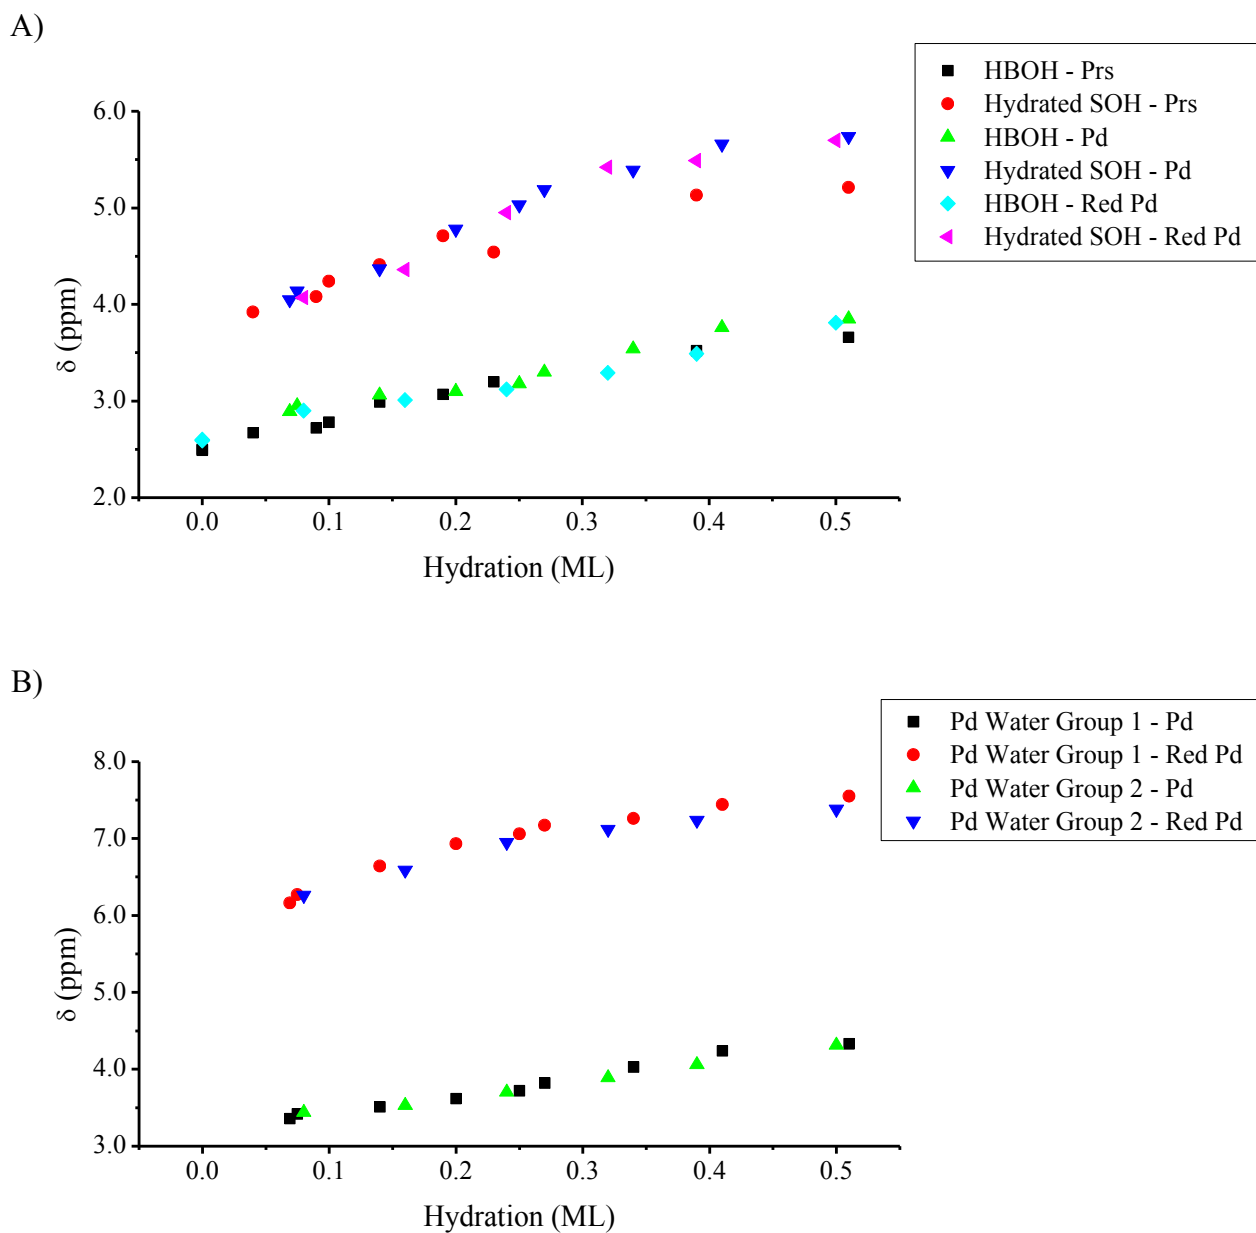 A)
HBOH - Prs
Hydrated SOH - Prs
HBOH - Pd
Hydrated SOH - Pd
HBOH - Red Pd
Hydrated SOH - Red Pd
6.0
5.0
4.0
3.0
2.0
δ (ppm)
0.0 0.1 0.2 0.3 0.4 0.5
Hydration (ML)
B)
Pd Water Group 1 - Pd
Pd Water Group 1 - Red Pd
Pd Water Group 2 - Pd
Pd Water Group 2 - Red Pd
8.0
7.0
6.0
5.0
4.0
3.0
δ (ppm)
0.0 0.1 0.2 0.3 0.4 0.5
Hydration (ML)